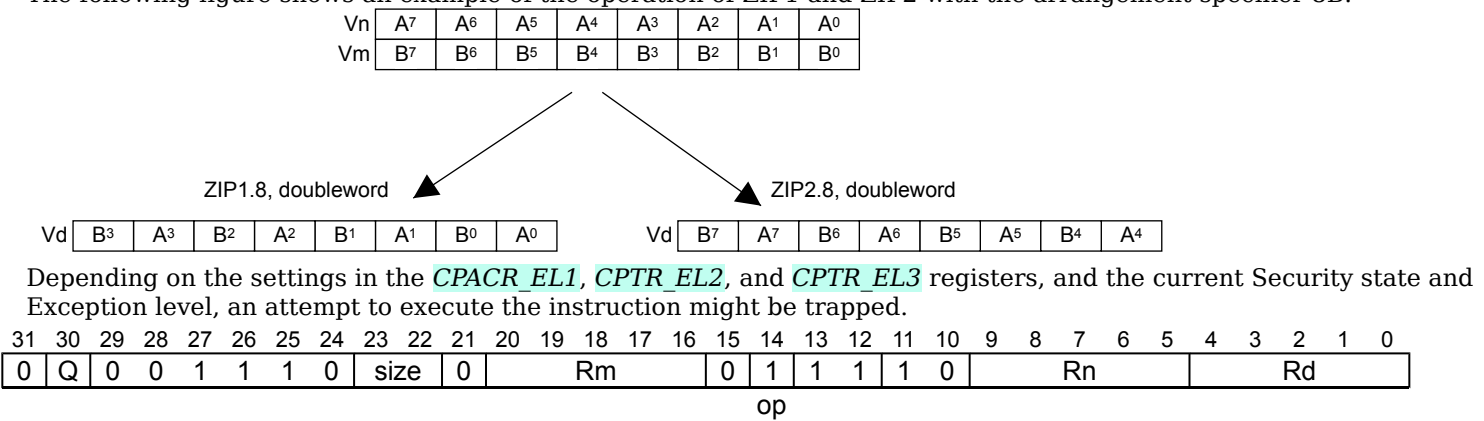 The following figure shows an example of the operation of ZIP1 and ZIP2 with the arrangement specifier 8B.
Vn A7 A6 A5 A4 A3 A2 A1 A0
Vm B7 B6 B5 B4 B3 B2 B1 B0
ZIP1.8, doubleword ZIP2.8, doubleword
Vd B3 A3 B2 A2 B1 A1 B0 A0 Vd B7 A7 B6 A6 B5 A5 B4 A4
Depending on the settings in the CPACR_EL1, CPTR_EL2, and CPTR_EL3 registers, and the current Security state and
Exception level, an attempt to execute the instruction might be trapped.
31 30 29 28 27 26 25 24 23 22 21 20 19 18 17 16 15 14 13 12 11 10 9 8 7 6 5 4 3 2 1 0
0 Q 0 0 1 1 1 0 size 0 Rm 0 1 1 1 1 0 Rn Rd
op